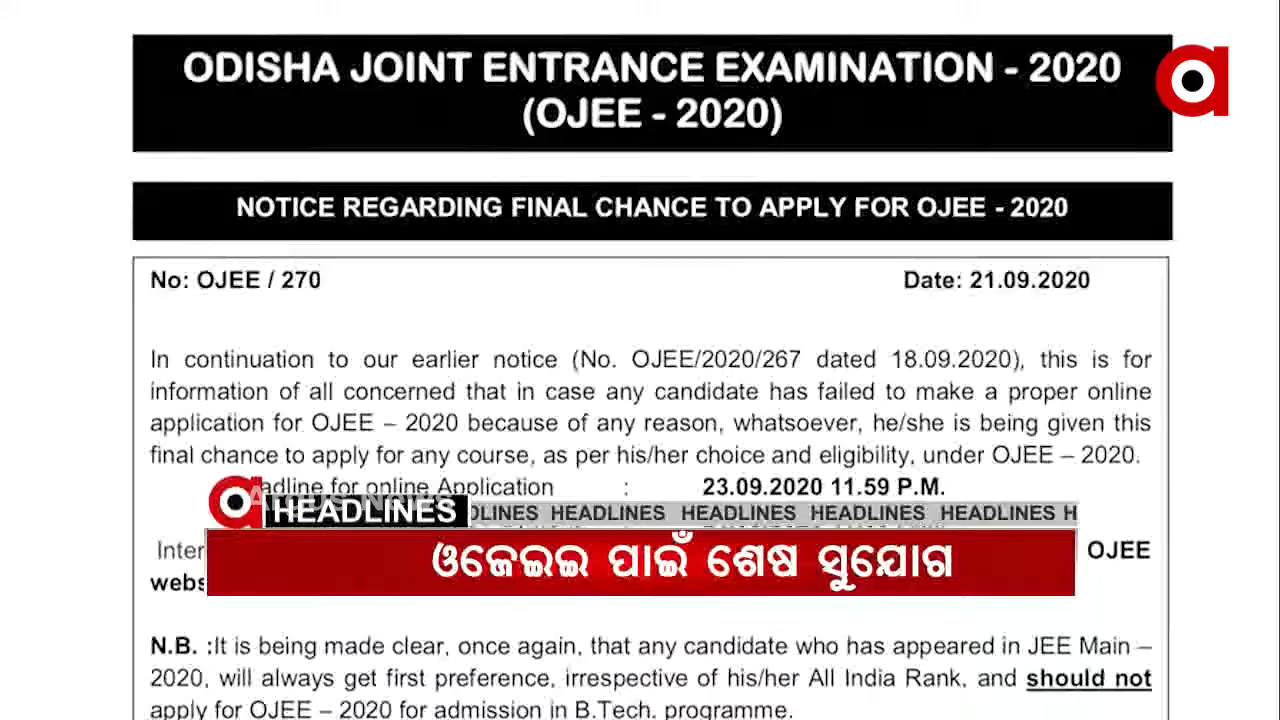 ODISHA JOINT ENTRANCE EXAMINATION - 2020
(OJEE - 2020)
NOTICE REGARDING FINAL CHANCE TO APPLY FOR OJEE - 2020
No: OJEE / 270 Date: 21.09.2020
In continuation to our earlier notice (No. OJEE/2020/267 dated 18.09.2020), this is for
information of all concerned that in case any candidate has failed to make a proper online
application for OJEE – 2020 because of any reason, whatsoever, he/she is being given this
final chance to apply for any course, as per his/her choice and eligibility, under OJEE – 2020.
for online Application : 23.09.2020 11.59 P.M.
HEADLINES HEADLINES HEADLINES HEADLINES HEADLINES H
ଓଜେଇଇ ପାଇଁ ଶେଷ ସୁଯୋଗ
OJEE
N.B. :It is being made clear, once again, that any candidate who has appeared in JEE Main –
2020, will always get first preference, irrespective of his/her All India Rank, and should not
apply for OJEE – 2020 for admission in B.Tech. programme.